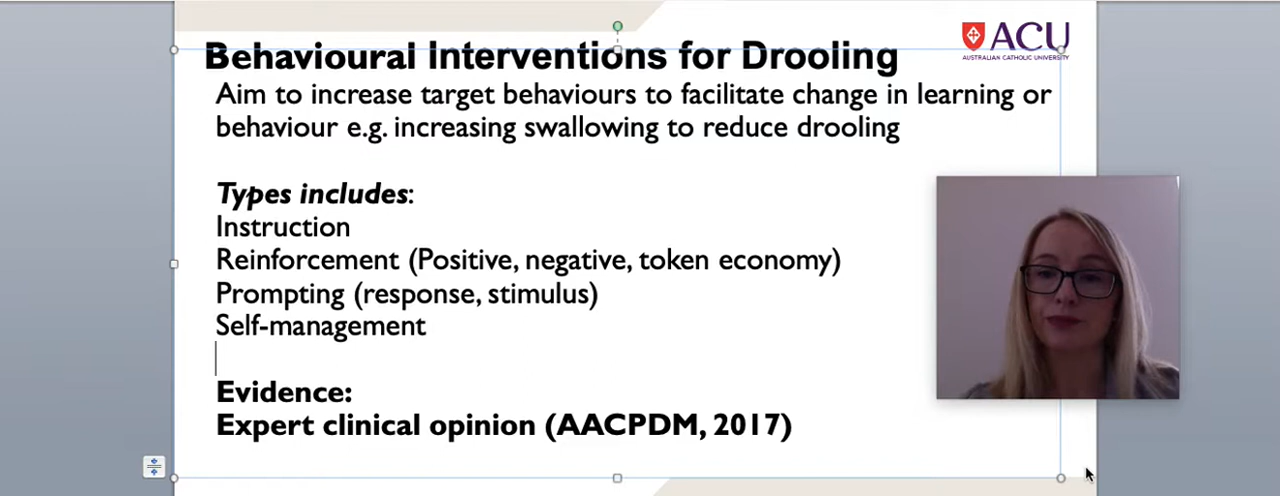 Behavioural Interventions for Drooling
ACU
AUSTRALIAN CATHOLIC UNIVERSITY
Aim to increase target behaviours to facilitate change in learning or
behaviour e.g. increasing swallowing to reduce drooling
Types includes:
Instruction
Reinforcement (Positive, negative, token economy)
Prompting (response, stimulus)
Self-management
Evidence:
Expert clinical opinion (AACPDM, 2017)